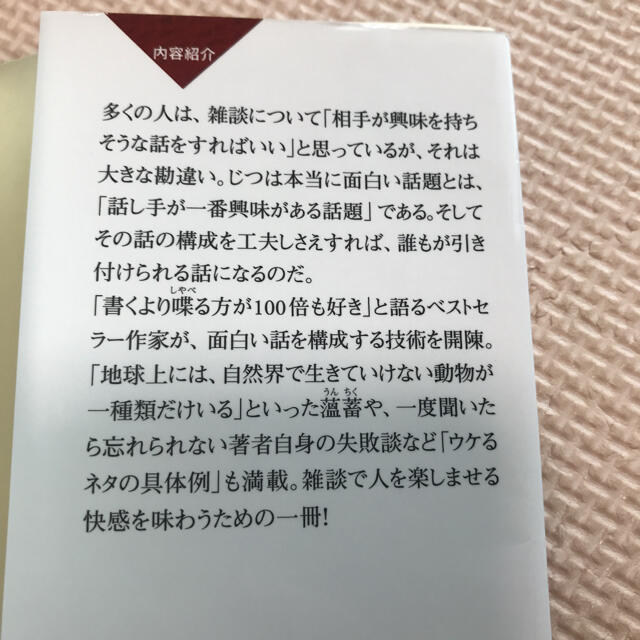 内容紹介
多くの人は、雑談について「相手が興味を持ち
そうな話をすればいい」と思っているが、それは
大きな勘違い。じつは本当に面白い話題とは、
「話し手が一番興味がある話題」である。そして
その話の構成を工夫しさえすれば、誰もが引き
付けられる話になるのだ。
しゃべ
「書くより喋る方が100倍も好き」と語るベストセ
ラー作家が、面白い話を構成する技術を開陳。
「地球上には、自然界で生きていけない動物が
うん ちく
一種類だけいる」といった薀蓄や、一度聞いた
ら忘れられない著者自身の失敗談など「ウケる
ネタの具体例」も満載。雑談で人を楽しませる
快感を味わうための一冊!